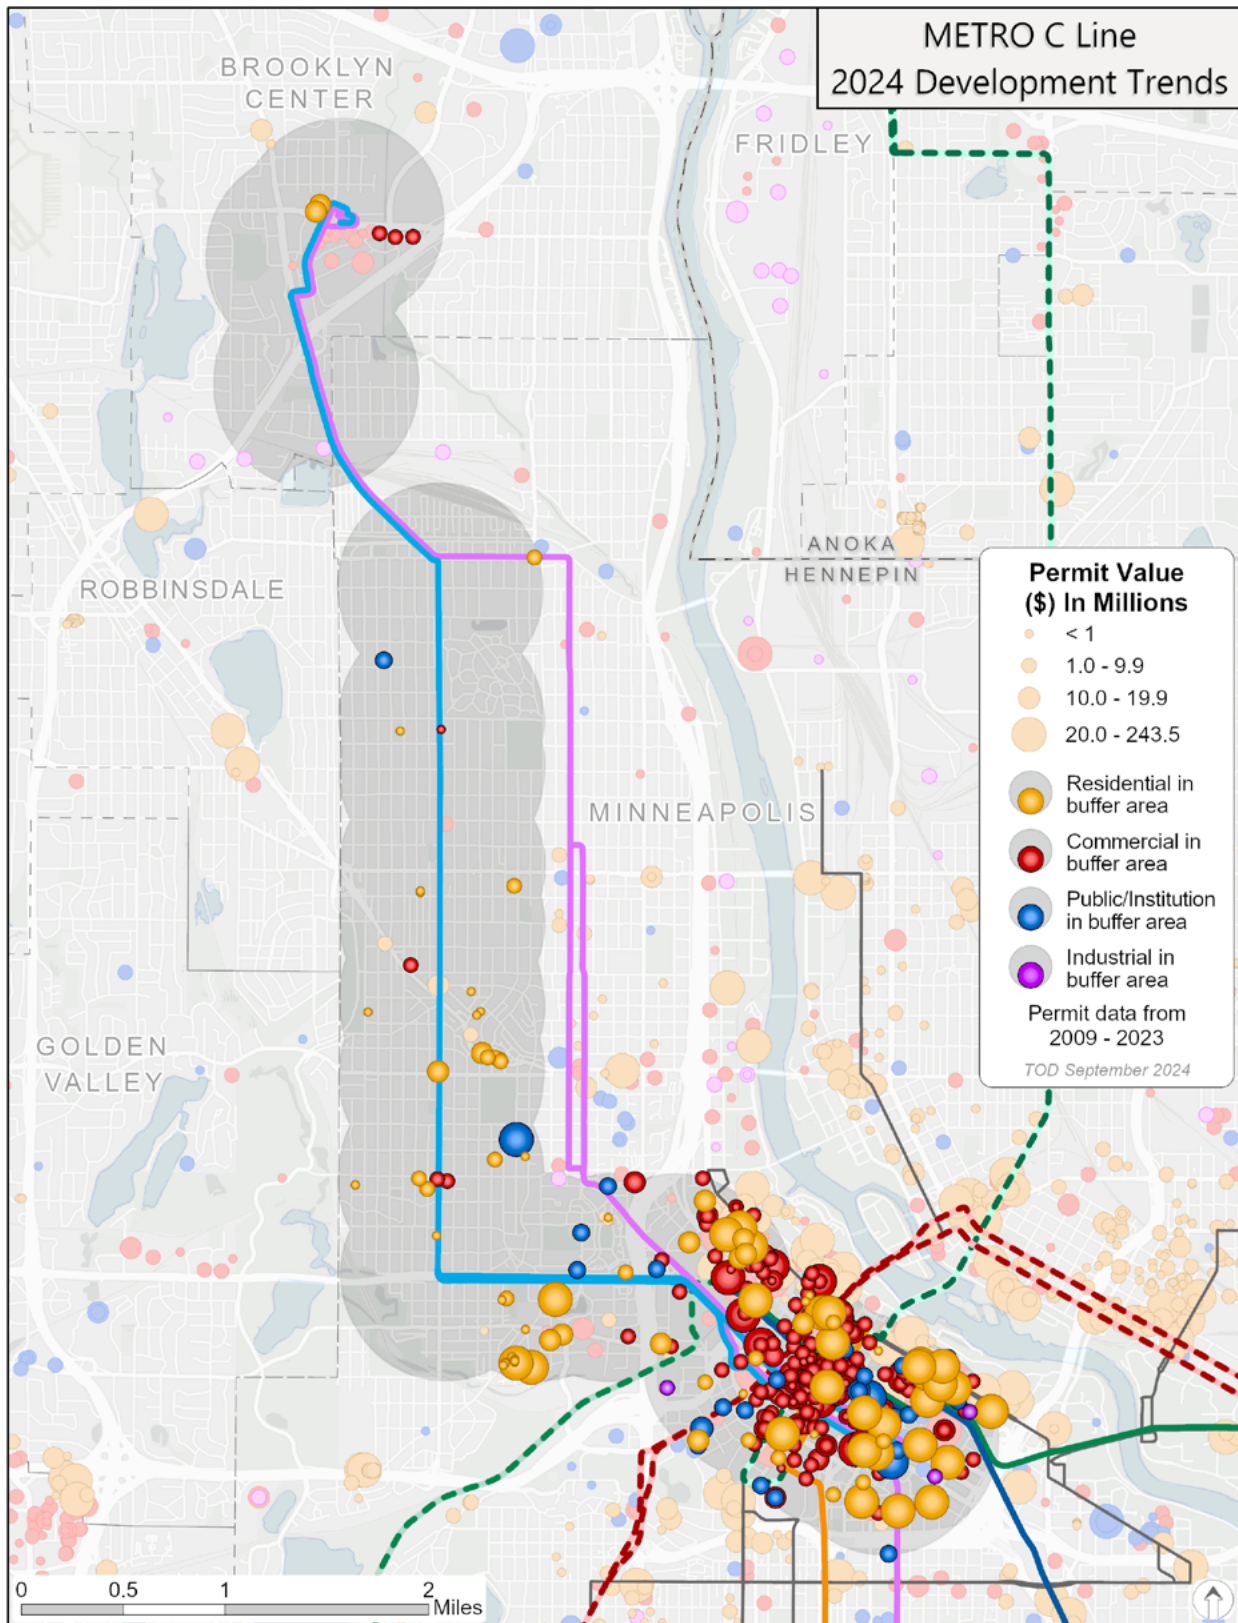 METRO C Line
2024 Development Trends
BROOKLYN
CENTER
FRIDLEY
ANOKA
HENNEPIN
ROBBINSDALE
MINNEAPOLIS
GOLDEN
VALLEY
Permit Value
($) In Millions
< 1
1.0 - 9.9
10.0 - 19.9
20.0 - 243.5
Residential in
buffer area
Commercial in
buffer area
Public/Institution
in buffer area
Industrial in
buffer area
Permit data from
2009 - 2023
TOD September 2024
0 0.5 1 2
Miles